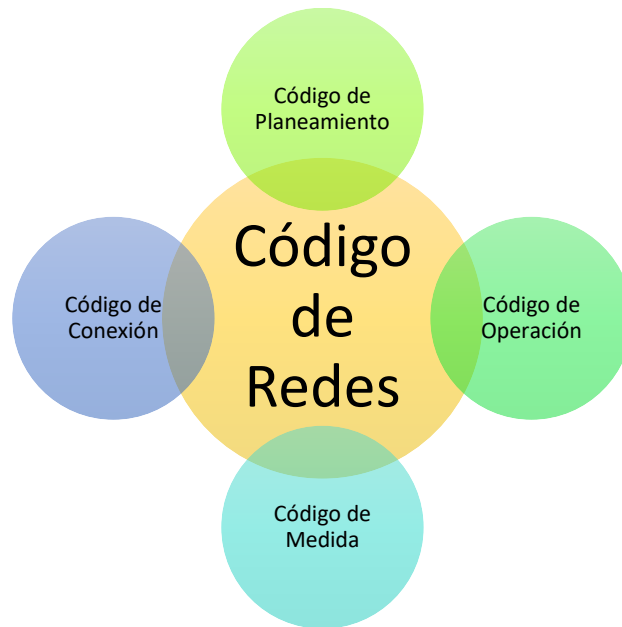 Código de
Planeamiento
Código
de
Redes
Código de
Conexión
Código de
Operación
Código de
Medida